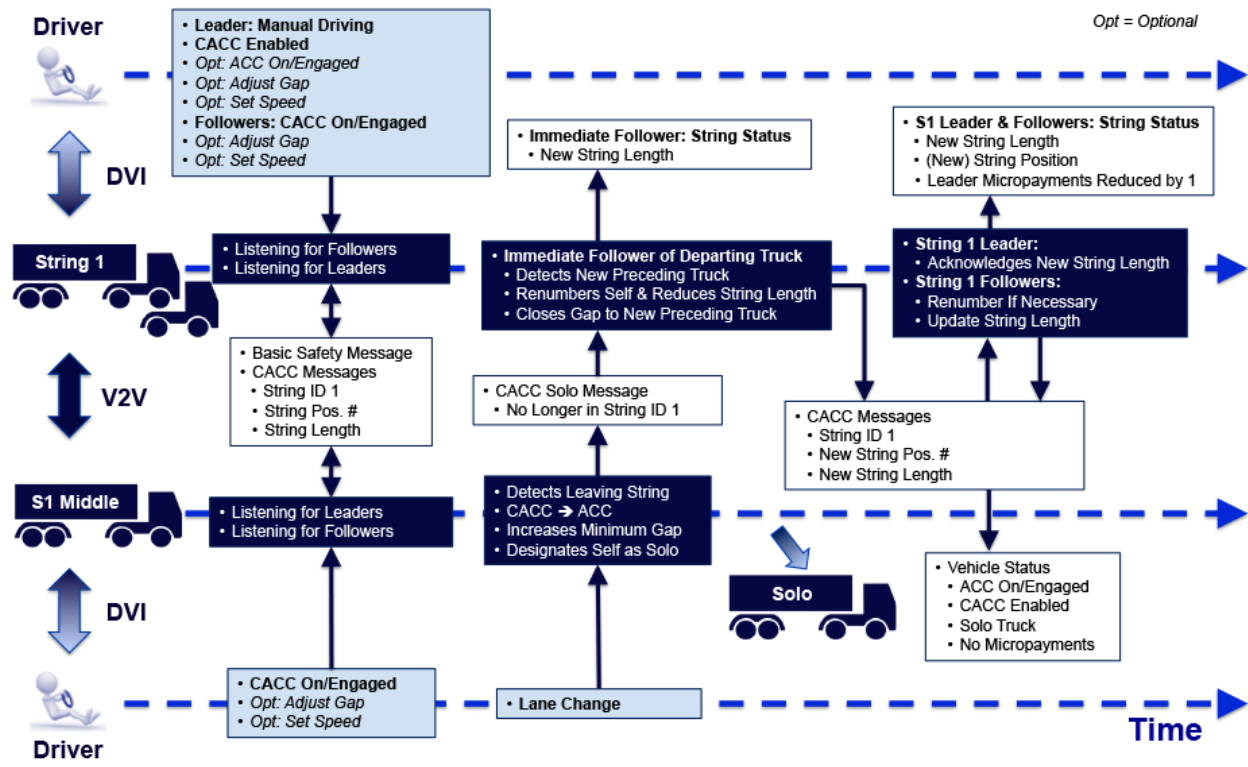 Driver
Opt = Optional
• Leader: Manual Driving
• CACC Enabled
• Opt: ACC On/Engaged
• Opt: Adjust Gap
• Opt: Set Speed
• Followers: CACC On/Engaged
• Opt: Adjust Gap
• Opt: Set Speed
• Immediate Follower: String Status
• New String Length
• S1 Leader & Followers: String Status
• New String Length
• (New) String Position
• Leader Micropayments Reduced by 1
DVI
String 1
• Listening for Followers
• Listening for Leaders
• Immediate Follower of Departing Truck
• Detects New Preceding Truck
• Renumbers Self & Reduces String Length
• Closes Gap to New Preceding Truck
• String 1 Leader:
• Acknowledges New String Length
• String 1 Followers:
• Renumber If Necessary
• Update String Length
V2V
• Basic Safety Message
• CACC Messages
• String ID 1
• String Pos. #
• String Length
• CACC Solo Message
• No Longer in String ID 1
• CACC Messages
• String ID 1
• New String Pos. #
• New String Length
S1 Middle
• Listening for Leaders
• Listening for Followers
• Detects Leaving String
• CACC ➔ ACC
• Increases Minimum Gap
• Designates Self as Solo
Solo
• Vehicle Status
• ACC On/Engaged
• CACC Enabled
• Solo Truck
• No Micropayments
DVI
• CACC On/Engaged
• Opt: Adjust Gap
• Opt: Set Speed
• Lane Change
Time
Driver